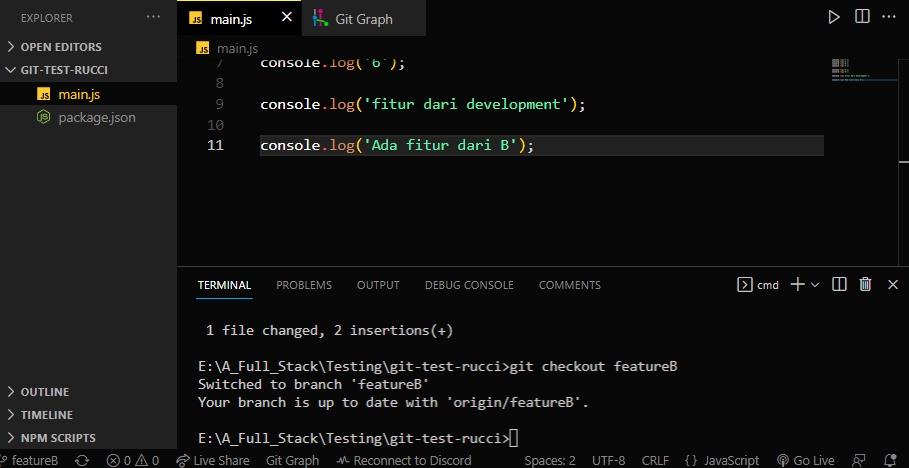 EXPLORER ...
JS main.js
Git Graph
OPEN EDITORS
GIT-TEST-RUCCI
JS main.js
package.json
JS main.js
7 console.log('6');
8
9 console.log('fitur dari development');
10
11 console.log('Ada fitur dari B');
TERMINAL PROBLEMS OUTPUT DEBUG CONSOLE COMMENTS cmd
1 file changed, 2 insertions(+)
E:\A_Full_Stack\Testing\git-test-rucci>git checkout featureB
Switched to branch 'featureB'
Your branch is up to date with 'origin/featureB'.
E:\A_Full_Stack\Testing\git-test-rucci>
OUTLINE
TIMELINE
NPM SCRIPTS
featureB 0 0 Live Share Git Graph Reconnect to Discord Spaces: 2 UTF-8 CRLF {} JavaScript Go Live